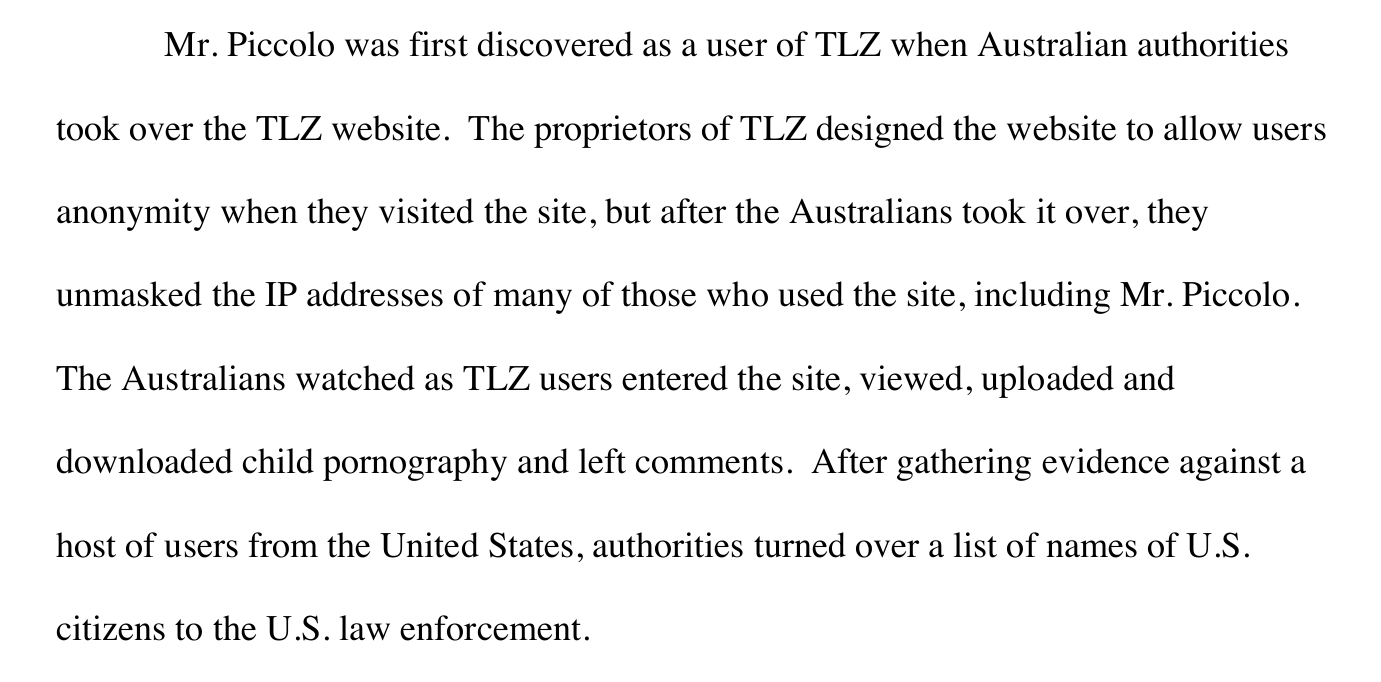 Mr. Piccolo was first discovered as a user of TLZ when Australian authorities
took over the TLZ website.  The proprietors of TLZ designed the website to allow users
anonymity when they visited the site, but after the Australians took it over, they
unmasked the IP addresses of many of those who used the site, including Mr. Piccolo.
The Australians watched as TLZ users entered the site, viewed, uploaded and
downloaded child pornography and left comments.  After gathering evidence against a
host of users from the United States, authorities turned over a list of names of U.S.
citizens to the U.S. law enforcement.